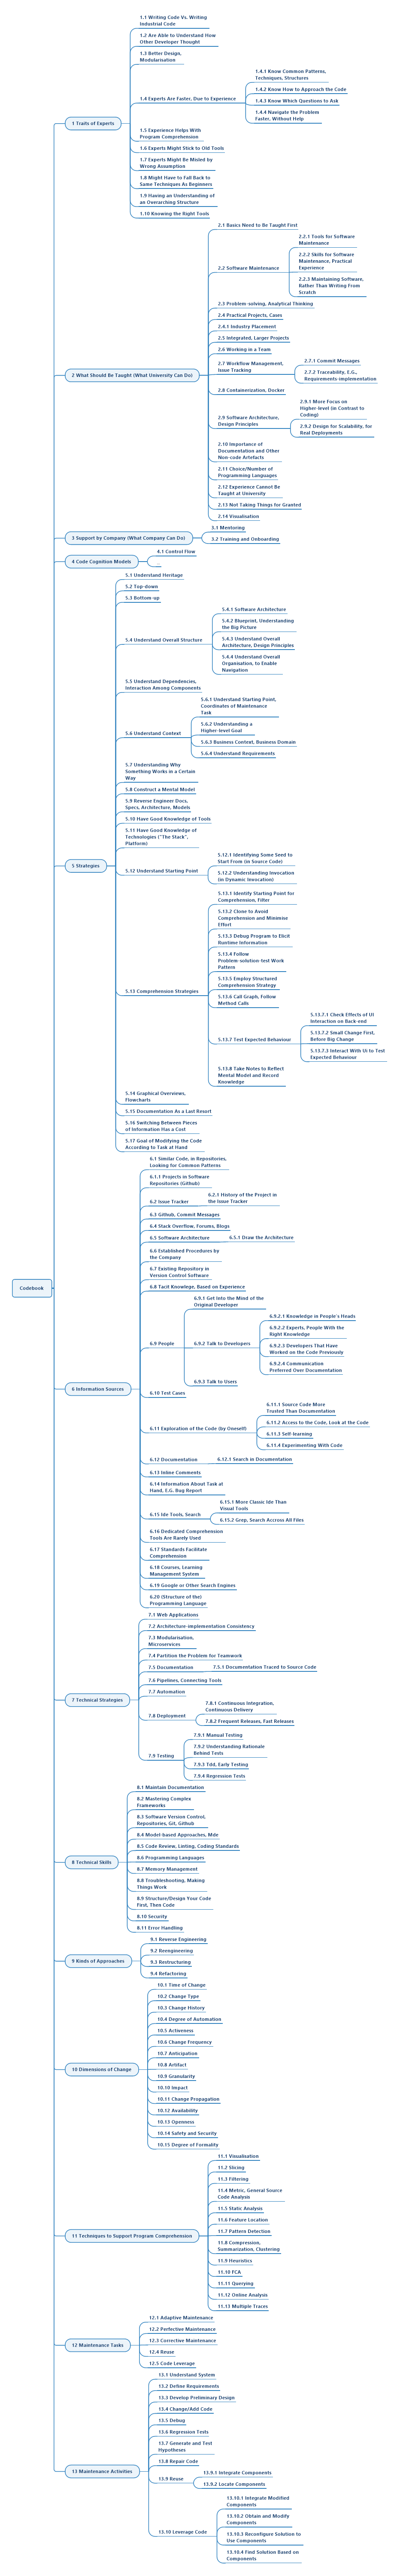 1.1 Writing Code Vs. Writing
Industrial Code
1.2 Are Able to Understand How
Other Developer Thought
1.3 Better Design,
Modularisation
1.4 Experts Are Faster, Due to Experience
1.4.1 Know Common Patterns,
Techniques, Structures
1.4.2 Know How to Approach the Code
1.4.3 Know Which Questions to Ask
1.4.4 Navigate the Problem
Faster, Without Help
1 Traits of Experts
1.5 Experience Helps With
Program Comprehension
1.6 Experts Might Stick to Old Tools
1.7 Experts Might Be Misled by
Wrong Assumption
1.8 Might Have to Fall Back to
Same Techniques As Beginners
1.9 Having an Understanding of
an Overarching Structure
1.10 Knowing the Right Tools
2.1 Basics Need to Be Taught First
2.2 Software Maintenance
2.2.1 Tools for Software
Maintenance
2.2.2 Skills for Software
Maintenance, Practical
Experience
2.2.3 Maintaining Software,
Rather Than Writing From
Scratch
2.3 Problem-solving, Analytical Thinking
2.4 Practical Projects, Cases
2.4.1 Industry Placement
2.5 Integrated, Larger Projects
2.6 Working in a Team
2 What Should Be Taught (What University Can Do)
2.7 Workflow Management,
Issue Tracking
2.7.1 Commit Messages
2.7.2 Traceability, E.G.,
Requirements-implementation
2.8 Containerization, Docker
2.9 Software Architecture,
Design Principles
2.9.1 More Focus on
Higher-level (in Contrast to
Coding)
2.9.2 Design for Scalability, for
Real Deployments
2.10 Importance of
Documentation and Other
Non-code Artefacts
2.11 Choice/Number of
Programming Languages
2.12 Experience Cannot Be
Taught at University
2.13 Not Taking Things for Granted
2.14 Visualisation
3 Support by Company (What Company Can Do)
3.1 Mentoring
3.2 Training and Onboarding
4 Code Cognition Models
4.1 Control Flow
5.1 Understand Heritage
5.2 Top-down
5.3 Bottom-up
5.4 Understand Overall Structure
5.4.1 Software Architecture
5.4.2 Blueprint, Understanding
the Big Picture
5.4.3 Understand Overall
Architecture, Design Principles
5.4.4 Understand Overall
Organisation, to Enable
Navigation
5.5 Understand Dependencies,
Interaction Among Components
5.6 Understand Context
5.6.1 Understand Starting Point,
Coordinates of Maintenance
Task
5.6.2 Understanding a
Higher-level Goal
5.6.3 Business Context, Business Domain
5.6.4 Understand Requirements
5.7 Understanding Why
Something Works in a Certain
Way
5.8 Construct a Mental Model
5.9 Reverse Engineer Docs,
Specs, Architecture, Models
5.10 Have Good Knowledge of Tools
5.11 Have Good Knowledge of
Technologies ("The Stack",
Platform)
5 Strategies
5.12 Understand Starting Point
5.12.1 Identifying Some Seed to
Start From (in Source Code)
5.12.2 Understanding Invocation
(in Dynamic Invocation)
5.13 Comprehension Strategies
5.13.1 Identify Starting Point for
Comprehension, Filter
5.13.2 Clone to Avoid
Comprehension and Minimise
Effort
5.13.3 Debug Program to Elicit
Runtime Information
5.13.4 Follow
Problem-solution-test Work
Pattern
5.13.5 Employ Structured
Comprehension Strategy
5.13.6 Call Graph, Follow
Method Calls
5.13.7 Test Expected Behaviour
5.13.7.1 Check Effects of UI
Interaction on Back-end
5.13.7.2 Small Change First,
Before Big Change
5.13.7.3 Interact With Ui to Test
Expected Behaviour
5.13.8 Take Notes to Reflect
Mental Model and Record
Knowledge
5.14 Graphical Overviews,
Flowcharts
5.15 Documentation As a Last Resort
5.16 Switching Between Pieces
of Information Has a Cost
5.17 Goal of Modifying the Code
According to Task at Hand
Codebook
6.1 Similar Code, in Repositories,
Looking for Common Patterns
6.1.1 Projects in Software
Repositories (Github)
6.2 Issue Tracker
6.2.1 History of the Project in
the Issue Tracker
6.3 Github, Commit Messages
6.4 Stack Overflow, Forums, Blogs
6.5 Software Architecture
6.5.1 Draw the Architecture
6.6 Established Procedures by
the Company
6.7 Existing Repository in
Version Control Software
6.8 Tacit Knowlege, Based on Experience
6.9 People
6.9.1 Get Into the Mind of the
Original Developer
6.9.2 Talk to Developers
6.9.2.1 Knowledge in People's Heads
6.9.2.2 Experts, People With the
Right Knowledge
6.9.2.3 Developers That Have
Worked on the Code Previously
6.9.2.4 Communication
Preferred Over Documentation
6.9.3 Talk to Users
6 Information Sources
6.10 Test Cases
6.11 Exploration of the Code (by Oneself)
6.11.1 Source Code More
Trusted Than Documentation
6.11.2 Access to the Code, Look at the Code
6.11.3 Self-learning
6.11.4 Experimenting With Code
6.12 Documentation
6.12.1 Search in Documentation
6.13 Inline Comments
6.14 Information About Task at
Hand, E.G. Bug Report
6.15 Ide Tools, Search
6.15.1 More Classic Ide Than
Visual Tools
6.15.2 Grep, Search Accross All Files
6.16 Dedicated Comprehension
Tools Are Rarely Used
6.17 Standards Facilitate
Comprehension
6.18 Courses, Learning
Management System
6.19 Google or Other Search Engines
6.20 (Structure of the)
Programming Language
7.1 Web Applications
7.2 Architecture-implementation Consistency
7.3 Modularisation,
Microservices
7.4 Partition the Problem for Teamwork
7.5 Documentation
7.5.1 Documentation Traced to Source Code
7 Technical Strategies
7.6 Pipelines, Connecting Tools
7.7 Automation
7.8 Deployment
7.8.1 Continuous Integration,
Continuous Delivery
7.8.2 Frequent Releases, Fast Releases
7.9 Testing
7.9.1 Manual Testing
7.9.2 Understanding Rationale
Behind Tests
7.9.3 Tdd, Early Testing
7.9.4 Regression Tests
8.1 Maintain Documentation
8.2 Mastering Complex
Frameworks
8.3 Software Version Control,
Repositories, Git, Github
8.4 Model-based Approaches, Mde
8.5 Code Review, Linting, Coding Standards
8.6 Programming Languages
8 Technical Skills
8.7 Memory Management
8.8 Troubleshooting, Making
Things Work
8.9 Structure/Design Your Code
First, Then Code
8.10 Security
8.11 Error Handling
9 Kinds of Approaches
9.1 Reverse Engineering
9.2 Reengineering
9.3 Restructuring
9.4 Refactoring
10.1 Time of Change
10.2 Change Type
10.3 Change History
10.4 Degree of Automation
10.5 Activeness
10.6 Change Frequency
10.7 Anticipation
10.8 Artifact
10 Dimensions of Change
10.9 Granularity
10.10 Impact
10.11 Change Propagation
10.12 Availability
10.13 Openness
10.14 Safety and Security
10.15 Degree of Formality
11.1 Visualisation
11.2 Slicing
11.3 Filtering
11.4 Metric, General Source
Code Analysis
11.5 Static Analysis
11.6 Feature Location
11.7 Pattern Detection
11 Techniques to Support Program Comprehension
11.8 Compression,
Summarization, Clustering
11.9 Heuristics
11.10 FCA
11.11 Querying
11.12 Online Analysis
11.13 Multiple Traces
12 Maintenance Tasks
12.1 Adaptive Maintenance
12.2 Perfective Maintenance
12.3 Corrective Maintenance
12.4 Reuse
12.5 Code Leverage
13.1 Understand System
13.2 Define Requirements
13.3 Develop Preliminary Design
13.4 Change/Add Code
13.5 Debug
13.6 Regression Tests
13.7 Generate and Test
Hypotheses
13.8 Repair Code
13 Maintenance Activities
13.9 Reuse
13.9.1 Integrate Components
13.9.2 Locate Components
13.10 Leverage Code
13.10.1 Integrate Modified
Components
13.10.2 Obtain and Modify
Components
13.10.3 Reconfigure Solution to
Use Components
13.10.4 Find Solution Based on
Components